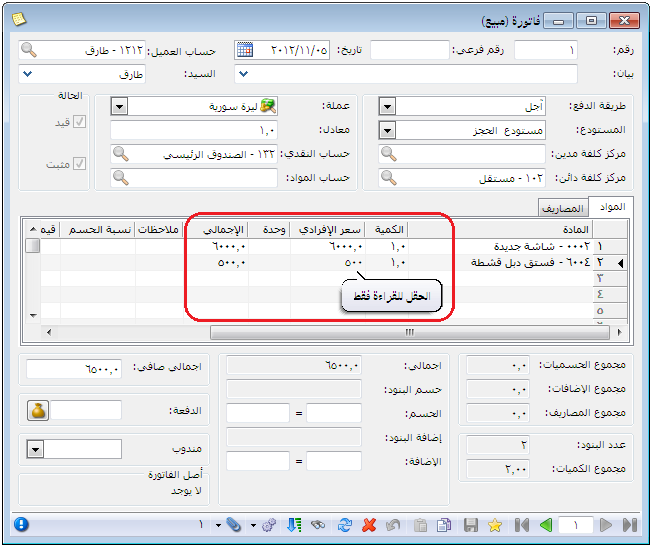 فاتورة (مبيع)
رقم: ١ رقم فرعي: تاريخ: ٢٠١٢/١١/٠٥ حساب العميل: ١٢١٢ - طارق
بيان: السيد: طارق
طريقة الدفع: آجل
المستودع: مستودع الحجز
مركز كلفة مدين:
مركز كلفة دائن: ١٠٢ - مستقل
عملة: ليرة سورية
معادل: ١,٠
حساب النقدي: ١٣٢ - الصندوق الرئيسي
حساب المواد:
الحالة
قيد
مثبت
المواد المصاريف
المادة الكمية سعر الإفرادي وحدة الإجمالي ملاحظات نسبة الحسم قيم
١ ٠٠٠٢ - شاشة جديدة ١,٠ ٦٠٠٠,٠ ٦٠٠٠,٠
٢ ٦٠٠٤ - فستق دبل قشطة ١,٠ ٥٠٠ ٥٠٠,٠
٣
٤
٥
الحقل للقراءة فقط
مجموع الحسميات: ٠,٠
مجموع الإضافات: ٠,٠
مجموع المصاريف: ٠,٠
عدد البنود: ٢
مجموع الكميات: ٢,٠٠
اجمالي: ٦٥٠٠,٠
حسم البنود:
الحسم: =
إضافة البنود:
الإضافة: =
اجمالي صافي: ٦٥٠٠,٠
الدفعة:
مندوب
أصل الفاتورة
لا يوجد
١
١